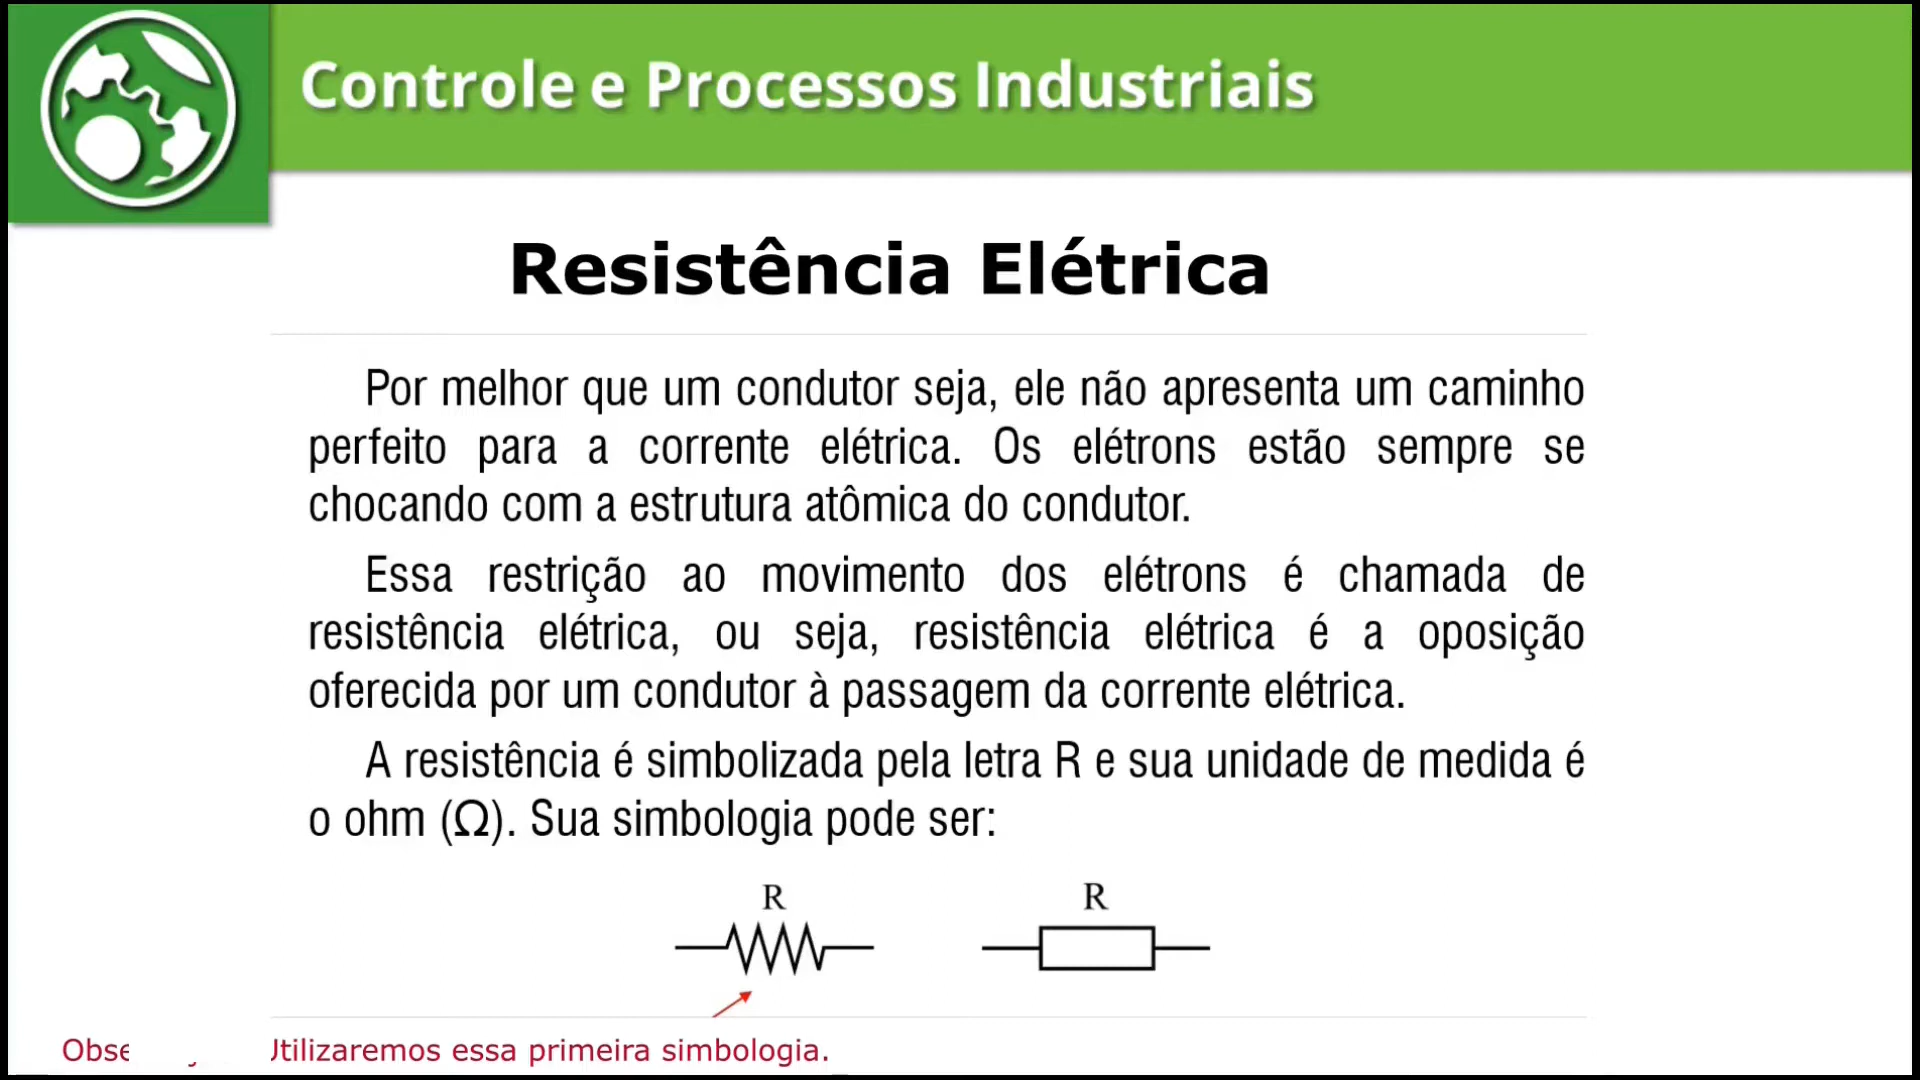 Controle e Processos Industriais
Resistência Elétrica
Por melhor que um condutor seja, ele não apresenta um caminho
perfeito para a corrente elétrica. Os elétrons estão sempre se
chocando com a estrutura atômica do condutor.
Essa restrição ao movimento dos elétrons é chamada de
resistência elétrica, ou seja, resistência elétrica é a oposição
oferecida por um condutor à passagem da corrente elétrica.
A resistência é simbolizada pela letra R e sua unidade de medida é
o ohm (Ω). Sua simbologia pode ser:
R R
Utilizaremos essa primeira simbologia.